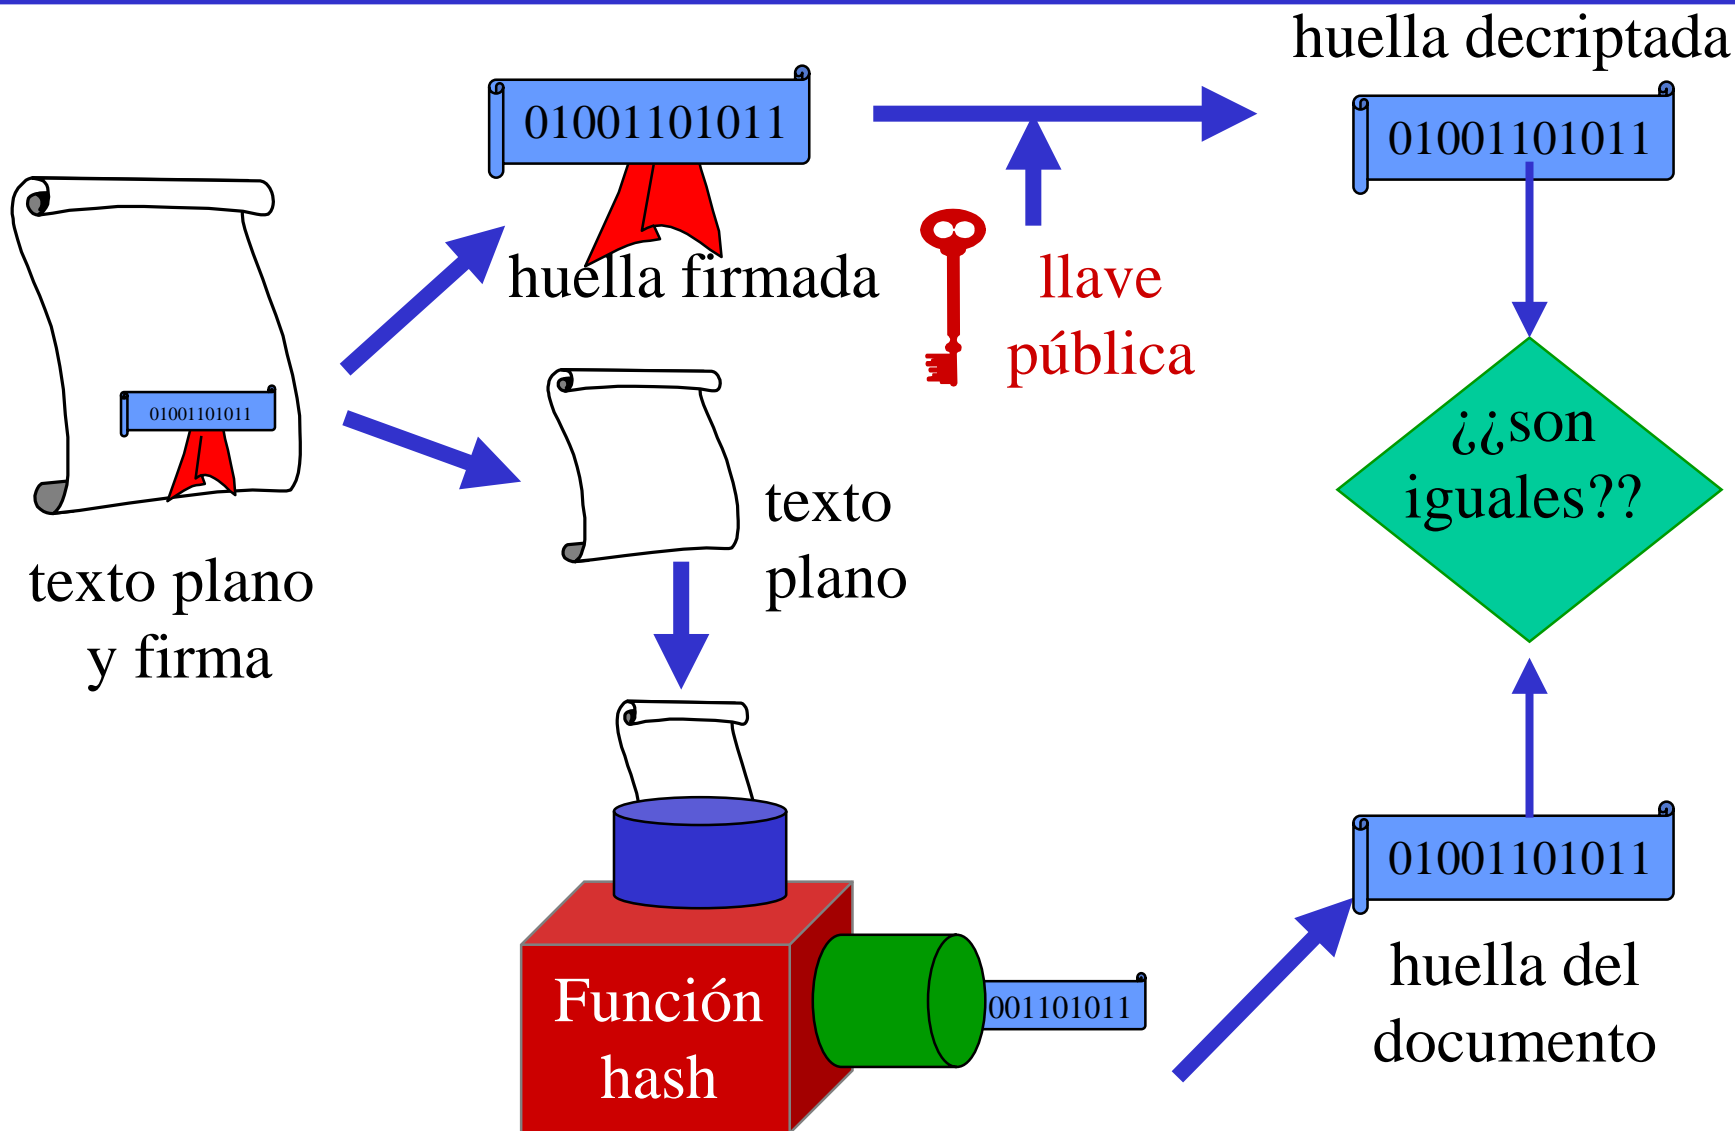 huella decriptada
01001101011
01001101011
huella firmada
llave
pública
01001101011
texto plano
y firma
texto
plano
¿¿son
iguales??
Función
hash
001101011
01001101011
huella del
documento